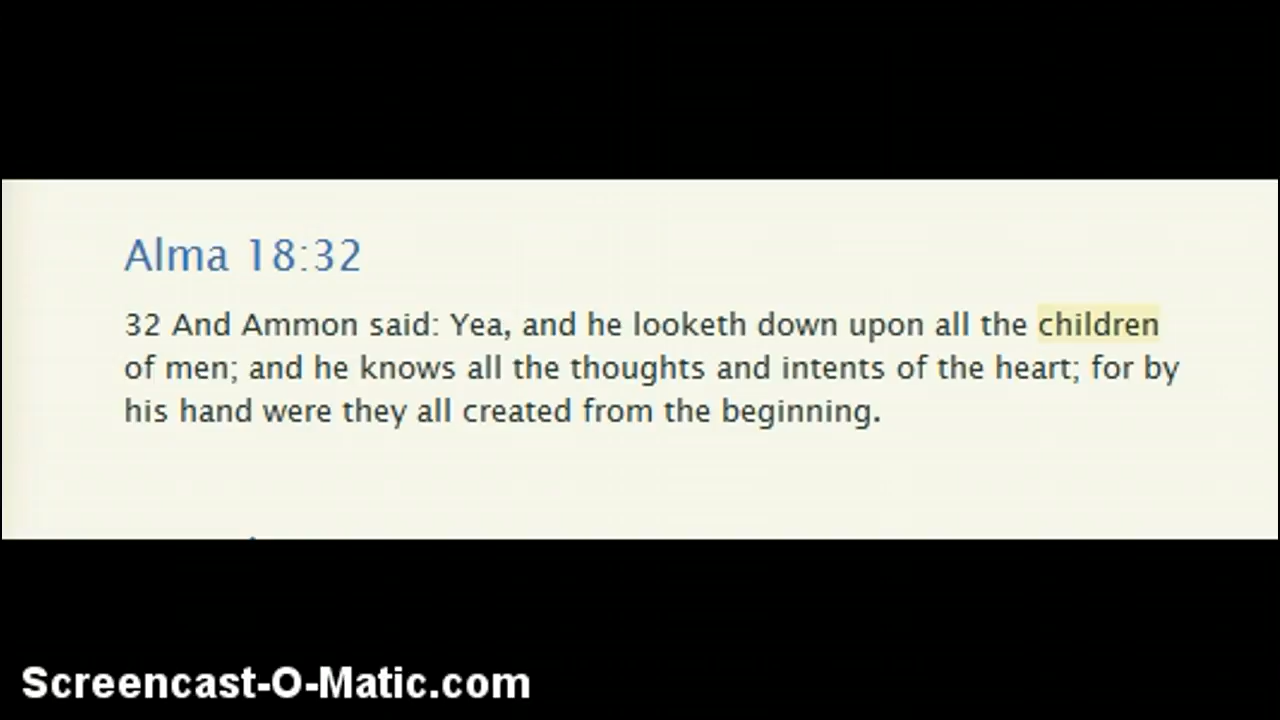 Alma 18:32
32 And Ammon said: Yea, and he looketh down upon all the children
of men; and he knows all the thoughts and intents of the heart; for by
his hand were they all created from the beginning.
Screencast-O-Matic.com